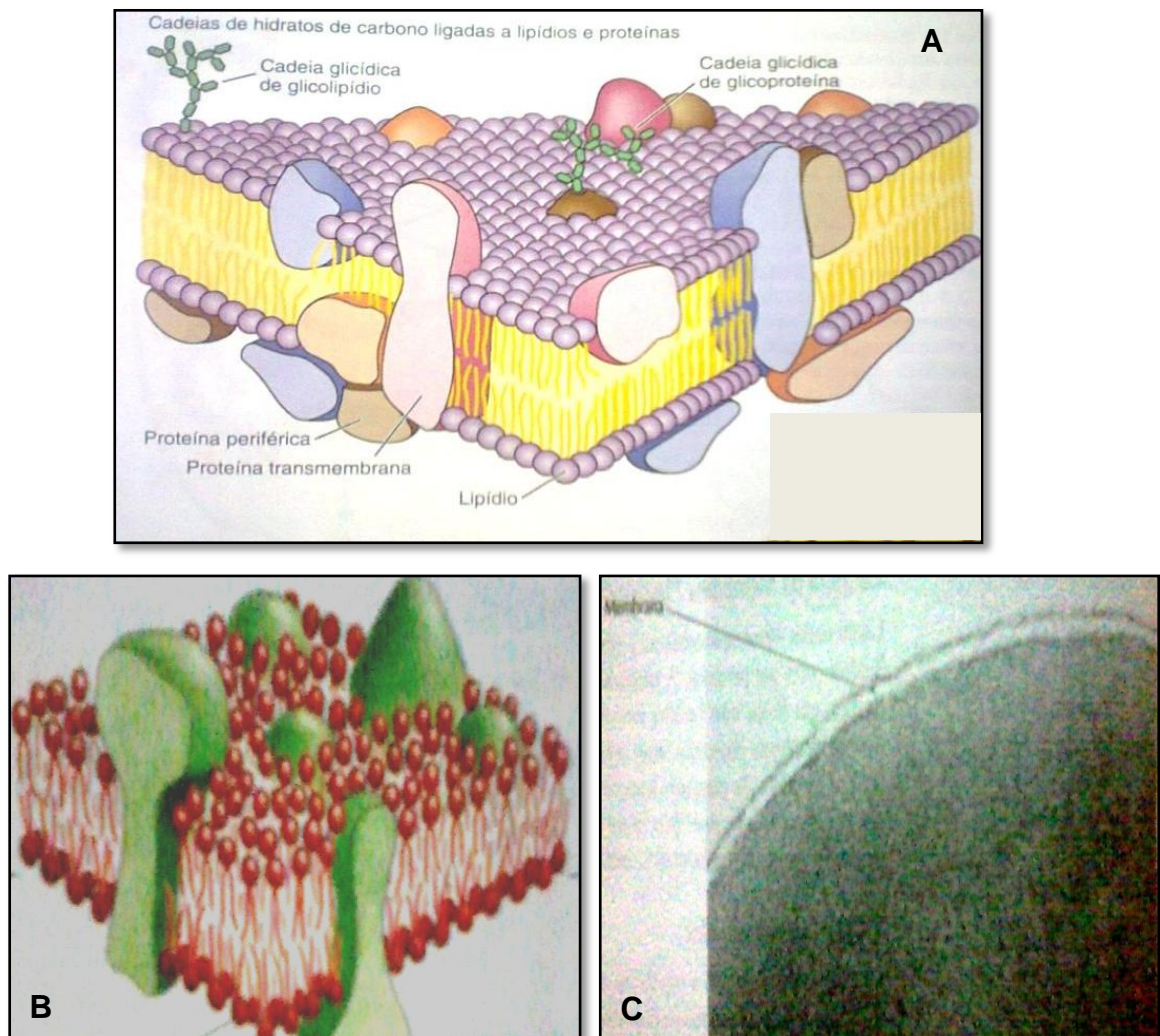 Cadeias de hidratos de carbono ligadas a lipídios e proteínas
A
Cadeia glicídica
de glicolipídio
Cadeia glicídica
de glicoproteína
Proteína periférica
Proteína transmembrana
Lipídio
B
C